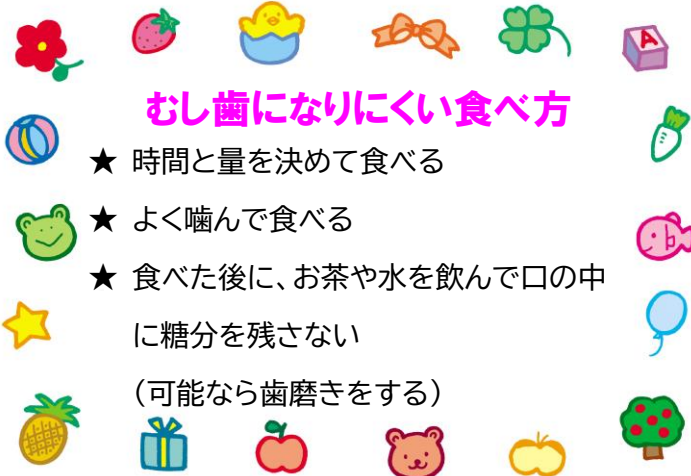 むし歯になりにくい食べ方
★ 時間と量を決めて食べる
★ よく噛んで食べる
★ 食べた後に、お茶や水を飲んで口の中
に糖分を残さない
（可能なら歯磨きをする）
A